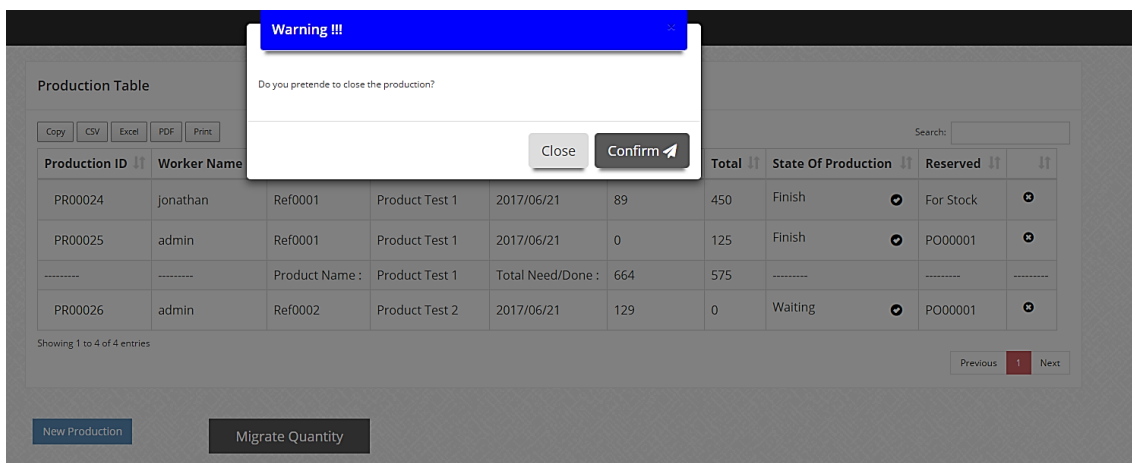 Warning !!!
Do you pretende to close the production?
Close Confirm
Production Table
Copy CSV Excel PDF Print Search:
Production ID Worker Name Total State Of Production Reserved
PR00024 jonathan Ref0001 Product Test 1 2017/06/21 89 450 Finish For Stock
PR00025 admin Ref0001 Product Test 1 2017/06/21 0 125 Finish PO00001
--------- --------- Product Name : Product Test 1 Total Need/Done : 664 575 --------- --------- ---------
PR00026 admin Ref0002 Product Test 2 2017/06/21 129 0 Waiting PO00001
Showing 1 to 4 of 4 entries
Previous 1 Next
New Production Migrate Quantity